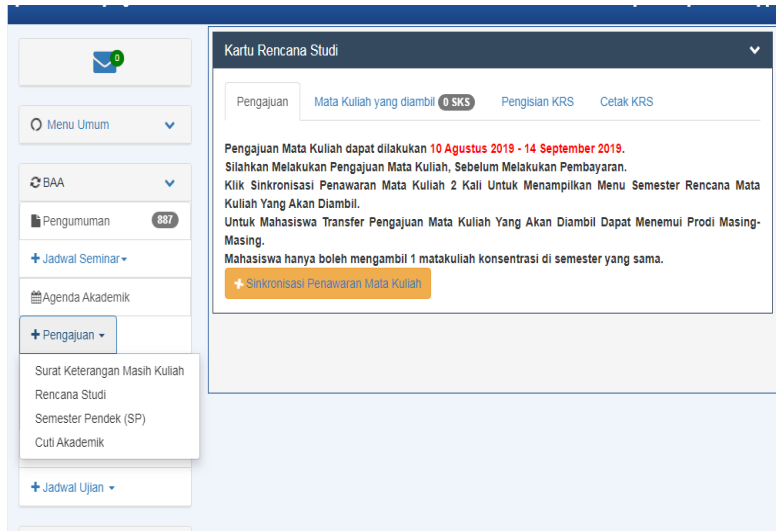 0
Menu Umum
BAA
Pengumuman 887
Jadwal Seminar
Agenda Akademik
Pengajuan
Surat Keterangan Masih Kuliah
Rencana Studi
Semester Pendek (SP)
Cuti Akademik
Jadwal Ujian
Kartu Rencana Studi
Pengajuan Mata Kuliah yang diambil 0 SKS Pengisian KRS Cetak KRS
Pengajuan Mata Kuliah dapat dilakukan 10 Agustus 2019 - 14 September 2019.
Silahkan Melakukan Pengajuan Mata Kuliah, Sebelum Melakukan Pembayaran.
Klik Sinkronisasi Penawaran Mata Kuliah 2 Kali Untuk Menampilkan Menu Semester Rencana Mata
Kuliah Yang Akan Diambil.
Untuk Mahasiswa Transfer Pengajuan Mata Kuliah Yang Akan Diambil Dapat Menemui Prodi Masing-
Masing.
Mahasiswa hanya boleh mengambil 1 matakuliah konsentrasi di semester yang sama.
Sinkronisasi Penawaran Mata Kuliah